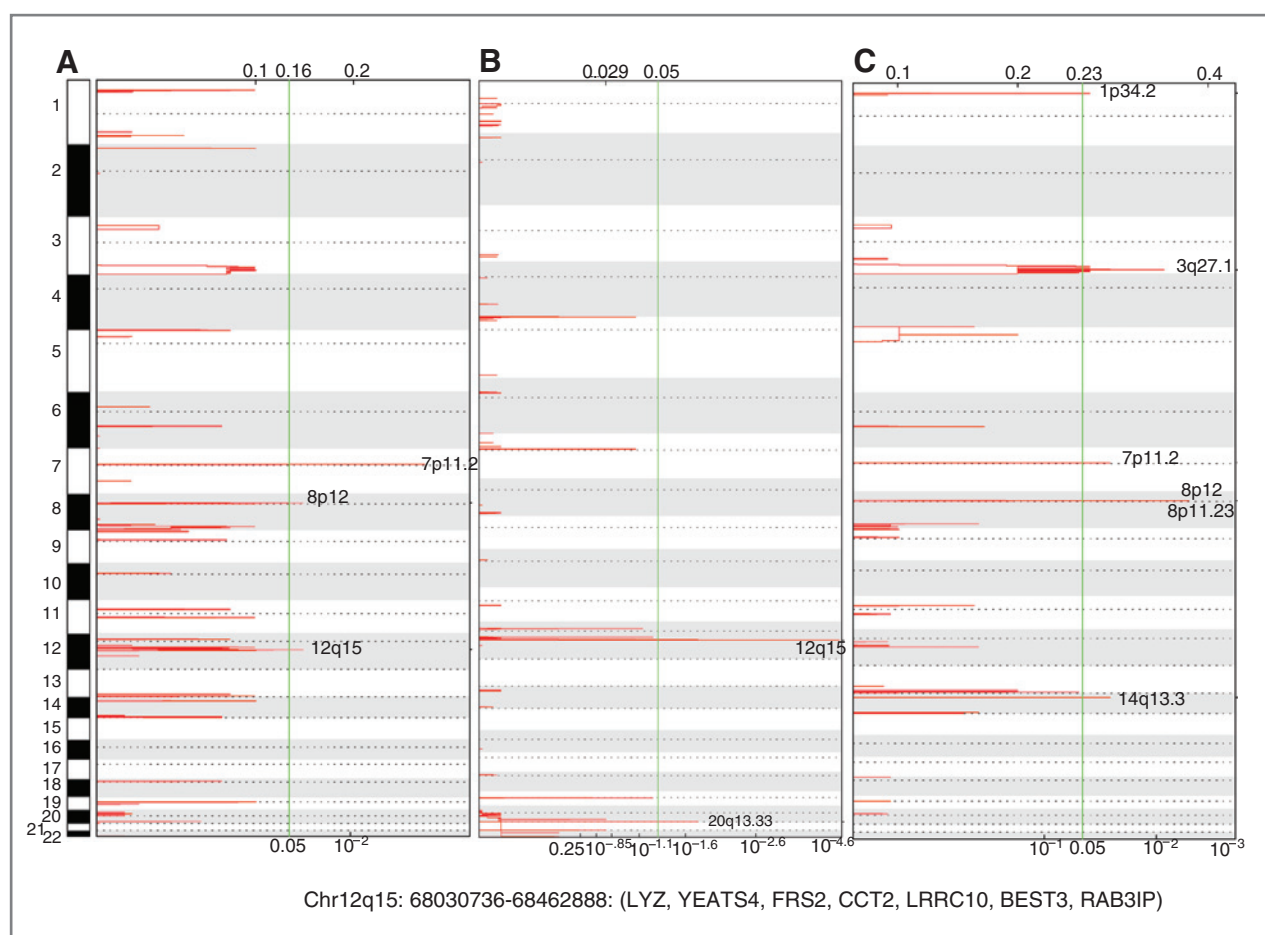 A
B
C
0.1 0.16 0.2
0.029 0.05
0.1 0.2 0.23 0.4
1
2
3
4
5
6
7
8
9
10
11
12
13
14
15
16
17
18
19
20
21
22
7p11.2
8p12
12q15
12q15
20q13.33
1p34.2
3q27.1
7p11.2
8p12
8p11.23
14q13.3
0.05 10⁻²
0.25 10⁻·⁸⁵ 10⁻¹·¹ 10⁻¹·⁶ 10⁻²·⁶ 10⁻⁴·⁶
10⁻¹ 0.05 10⁻² 10⁻³
Chr12q15: 68030736-68462888: (LYZ, YEATS4, FRS2, CCT2, LRRC10, BEST3, RAB3IP)